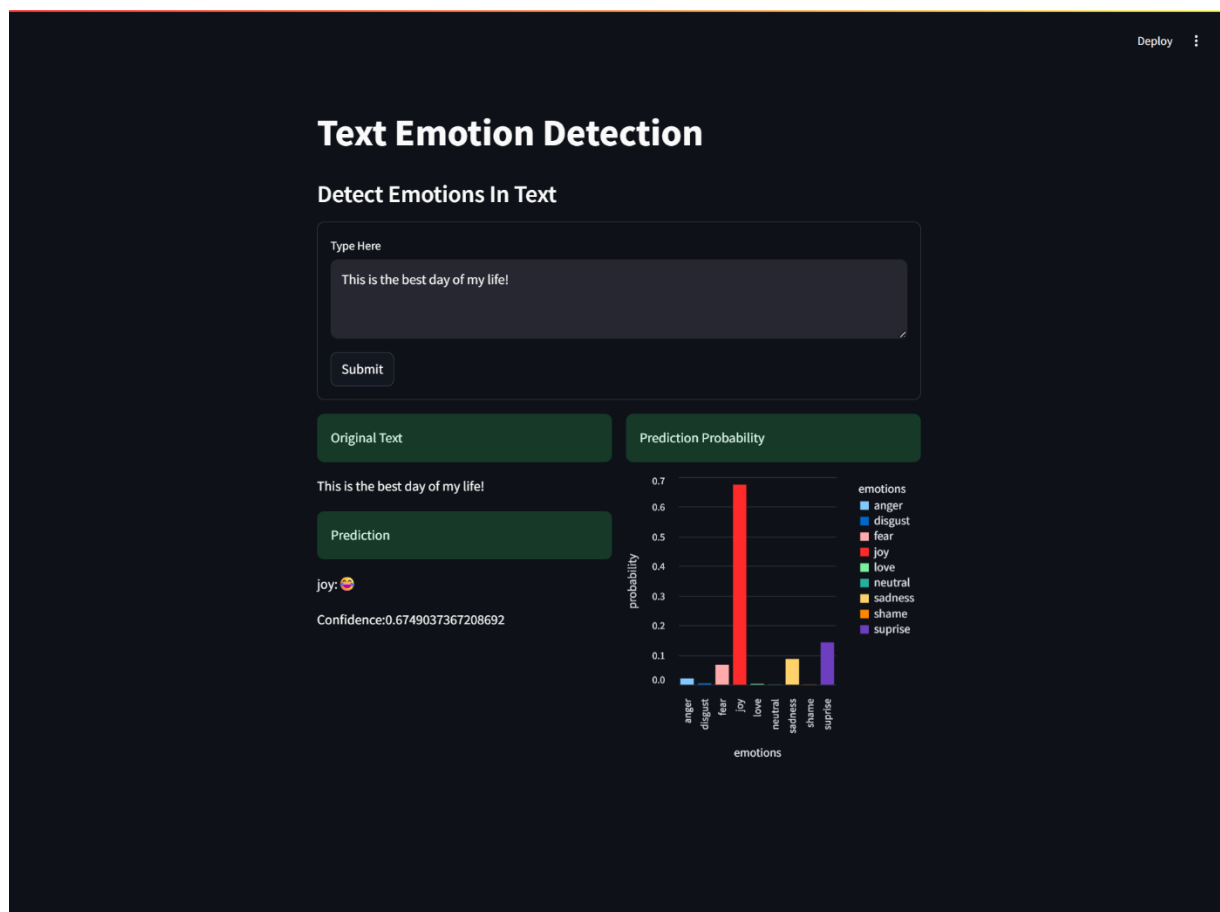 Deploy
Text Emotion Detection
Detect Emotions In Text
Type Here
This is the best day of my life!
Submit
Original Text
This is the best day of my life!
Prediction
joy: 😂
Confidence:0.6749037367208692
Prediction Probability
0.7
0.6
0.5
0.4
0.3
0.2
0.1
0.0
probability
anger
disgust
fear
joy
love
neutral
sadness
shame
suprise
emotions
emotions
anger
disgust
fear
joy
love
neutral
sadness
shame
suprise